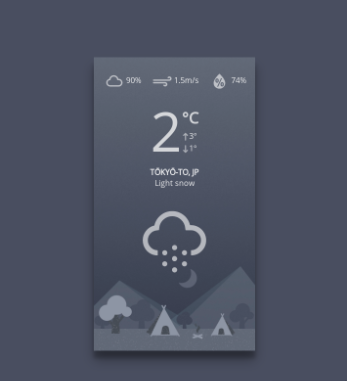 90% 1.5m/s 74%
2 °C
↑3°
↓1°
TŌKYŌ-TO, JP
Light snow